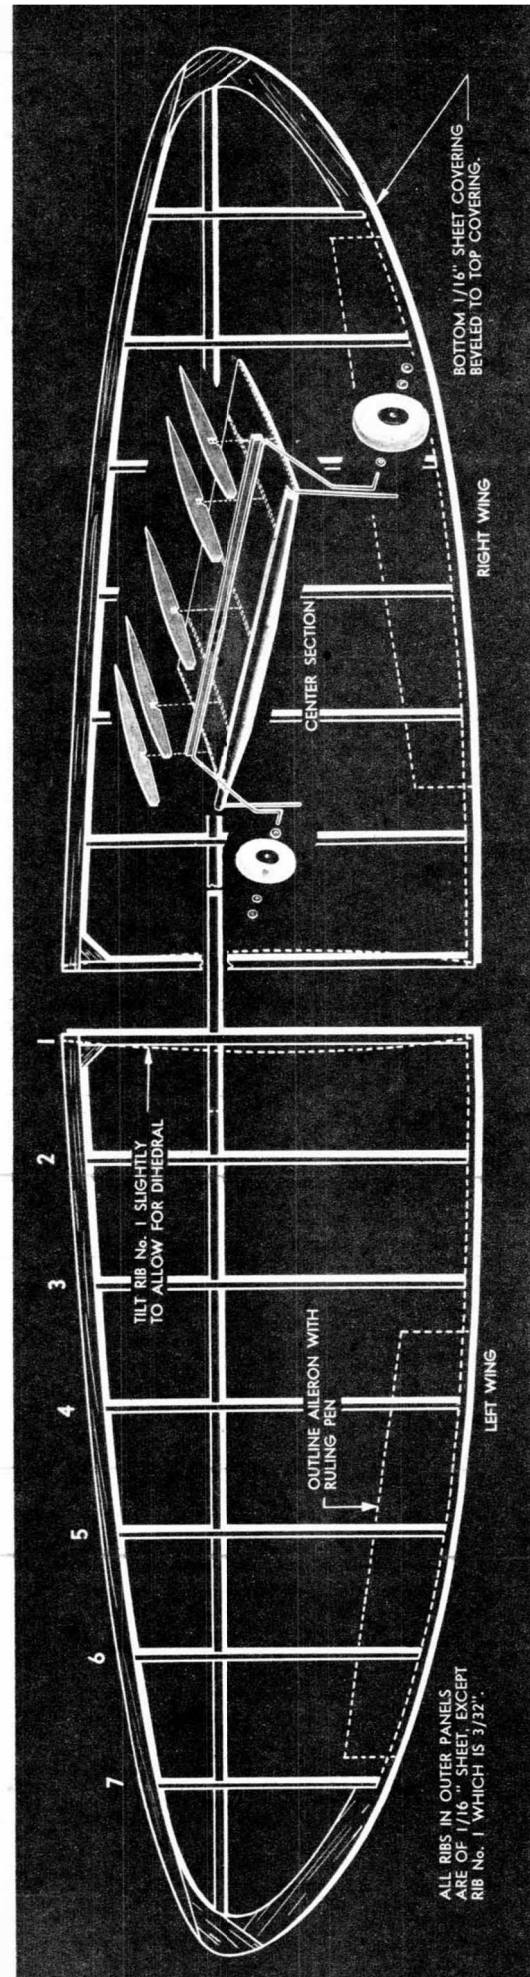 BOTTOM 1/16" SHEET COVERING
BEVELED TO TOP COVERING.
RIGHT WING
CENTER SECTION
1
2
3
4
5
6
7
TILT RIB No. 1 SLIGHTLY
TO ALLOW FOR DIHEDRAL
OUTLINE AILERON WITH
RULING PEN
LEFT WING
ALL RIBS IN OUTER PANELS
ARE OF 1/16 " SHEET, EXCEPT
RIB No. 1 WHICH IS 3/32".